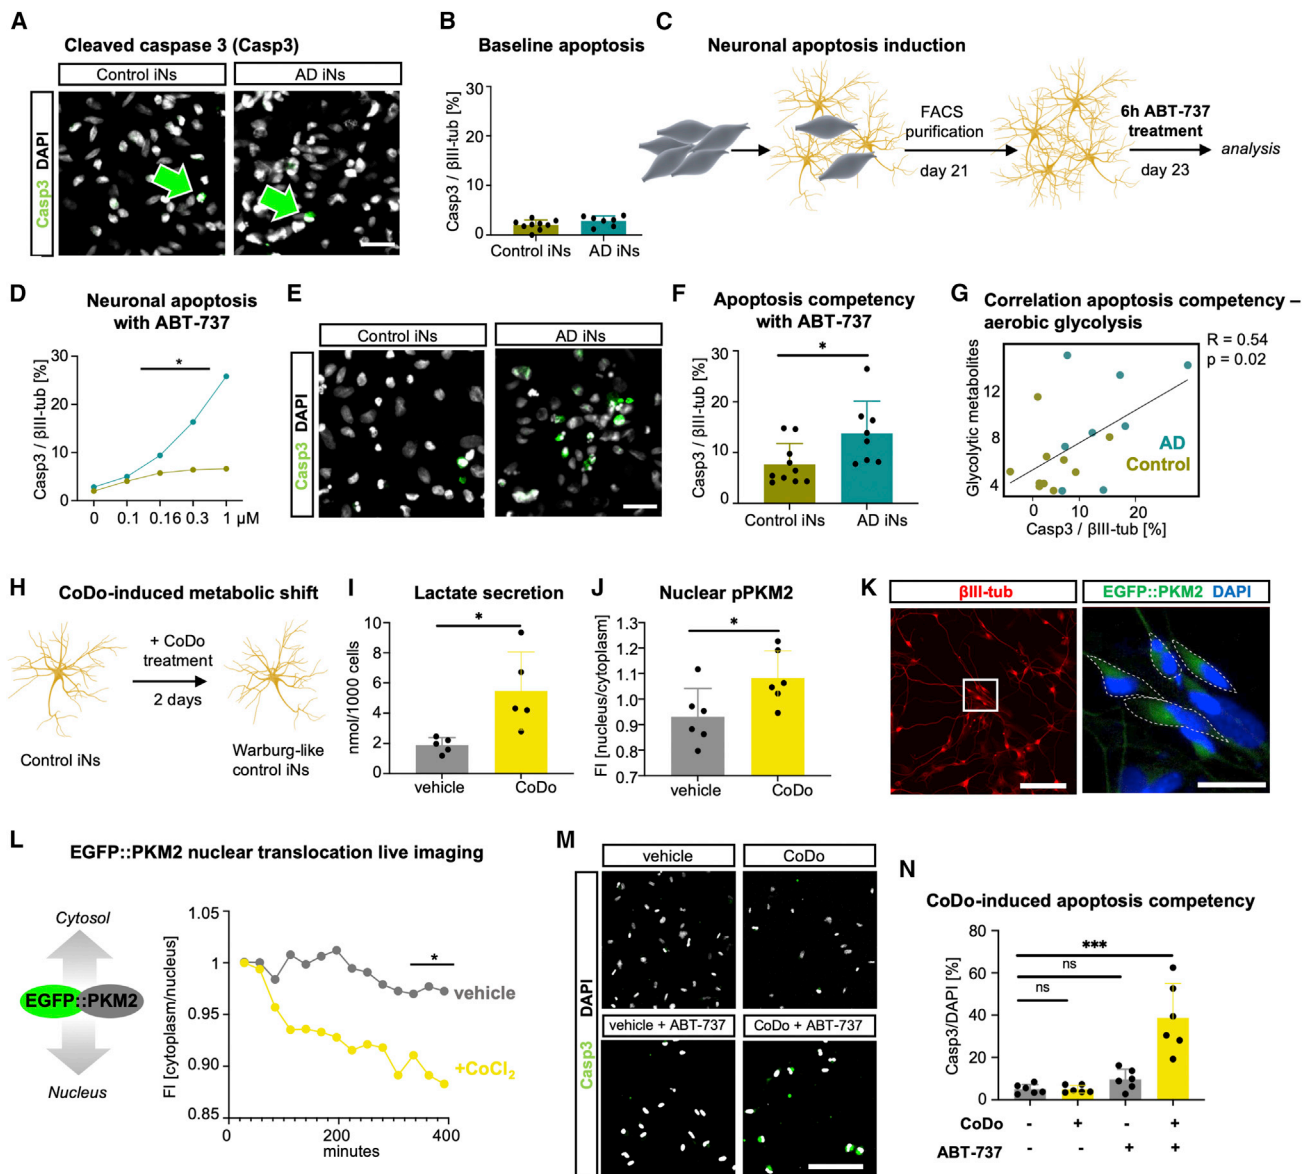 A
Cleaved caspase 3 (Casp3)
Control iNs
AD iNs
Casp3 DAPI
B
Baseline apoptosis
Casp3 / βIII-tub [%]
30
20
10
0
Control iNs
AD iNs
C
Neuronal apoptosis induction
FACS
purification
day 21
6h ABT-737
treatment
day 23
analysis
D
Neuronal apoptosis
with ABT-737
Casp3 / βIII-tub [%]
30
20
10
0
*
0
0.1
0.16
0.3
1 µM
E
Control iNs
AD iNs
Casp3 DAPI
F
Apoptosis competency
with ABT-737
Casp3 / βIII-tub [%]
30
20
10
0
*
Control iNs
AD iNs
G
Correlation apoptosis competency –
aerobic glycolysis
R = 0.54
p = 0.02
Glycolytic metabolites
12
8
4
AD
Control
0
10
20
Casp3 / βIII-tub [%]
H
CoDo-induced metabolic shift
+ CoDo
treatment
2 days
Control iNs
Warburg-like
control iNs
I
Lactate secretion
nmol/1000 cells
10
8
6
4
2
0
*
vehicle
CoDo
J
Nuclear pPKM2
FI [nucleus/cytoplasm]
1.3
1.2
1.1
1.0
0.9
0.8
0.7
*
vehicle
CoDo
K
βIII-tub
EGFP::PKM2 DAPI
L
EGFP::PKM2 nuclear translocation live imaging
Cytosol
EGFP::PKM2
Nucleus
FI [cytoplasm/nucleus]
1.05
1
0.95
0.90
0.85
*
vehicle
+CoCl₂
0
200
400
minutes
M
vehicle
CoDo
vehicle + ABT-737
CoDo + ABT-737
Casp3 DAPI
N
CoDo-induced apoptosis competency
Casp3/DAPI [%]
80
60
40
20
0
***
ns
ns
CoDo - + - +
ABT-737 - - + +